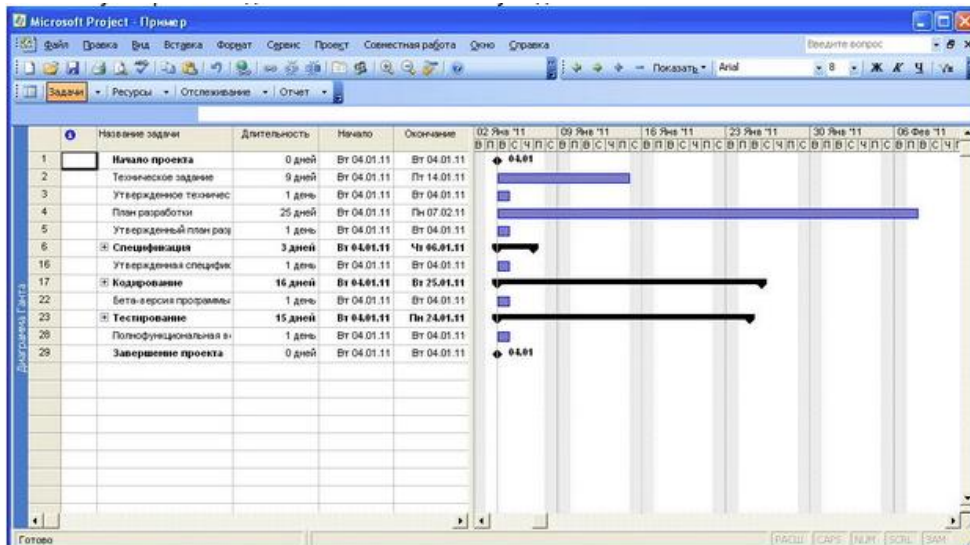 Microsoft Project - Пример
Файл Правка Вид Вставка Формат Сервис Проект Совместная работа Окно Справка Введите вопрос
Показать Arial 8 Ж К Ч
Задачи Ресурсы Отслеживание Отчет
Название задачи Длительность Начало Окончание 02 Янв '11 09 Янв '11 16 Янв '11 23 Янв '11 30 Янв '11 06 Фев '11
В П В С Ч П С В П В С Ч П С В П В С Ч П С В П В С Ч П С В П В С Ч П С В П В С Ч
1 Начало проекта 0 дней Вт 04.01.11 Вт 04.01.11 04.01
2 Техническое задание 9 дней Вт 04.01.11 Пт 14.01.11
3 Утвержденное техничес 1 день Вт 04.01.11 Вт 04.01.11
4 План разработки 25 дней Вт 04.01.11 Пн 07.02.11
5 Утвержденный план раз 1 день Вт 04.01.11 Вт 04.01.11
6 Спецификация 3 дней Вт 04.01.11 Чт 06.01.11
16 Утвержденная специфик 1 день Вт 04.01.11 Вт 04.01.11
17 Кодирование 16 дней Вт 04.01.11 Вт 25.01.11
22 Бета-версия программы 1 день Вт 04.01.11 Вт 04.01.11
23 Тестирование 15 дней Вт 04.01.11 Пн 24.01.11
28 Полнофункциональная в 1 день Вт 04.01.11 Вт 04.01.11
29 Завершение проекта 0 дней Вт 04.01.11 Вт 04.01.11 04.01
Диаграмма Ганта
Готово РАСШ CAPS NUM SCRL ЗАМ